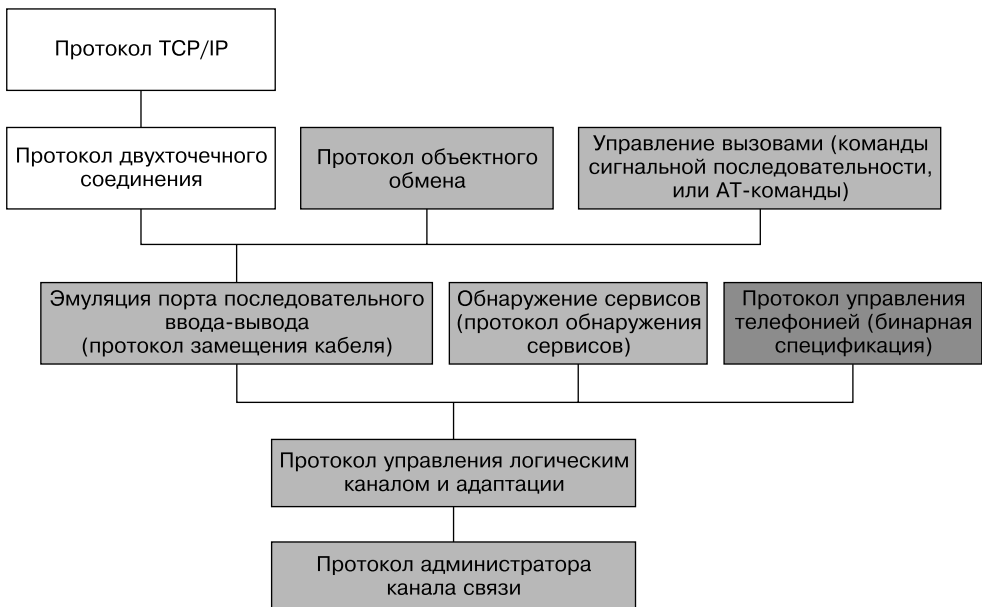 Протокол TCP/IP
Протокол двухточечного
соединения
Протокол объектного
обмена
Управление вызовами (команды
сигнальной последовательности,
или AT-команды)
Эмуляция порта последовательного
ввода-вывода
(протокол замещения кабеля)
Обнаружение сервисов
(протокол обнаружения
сервисов)
Протокол управления
телефонией (бинарная
спецификация)
Протокол управления логическим
каналом и адаптации
Протокол администратора
канала связи